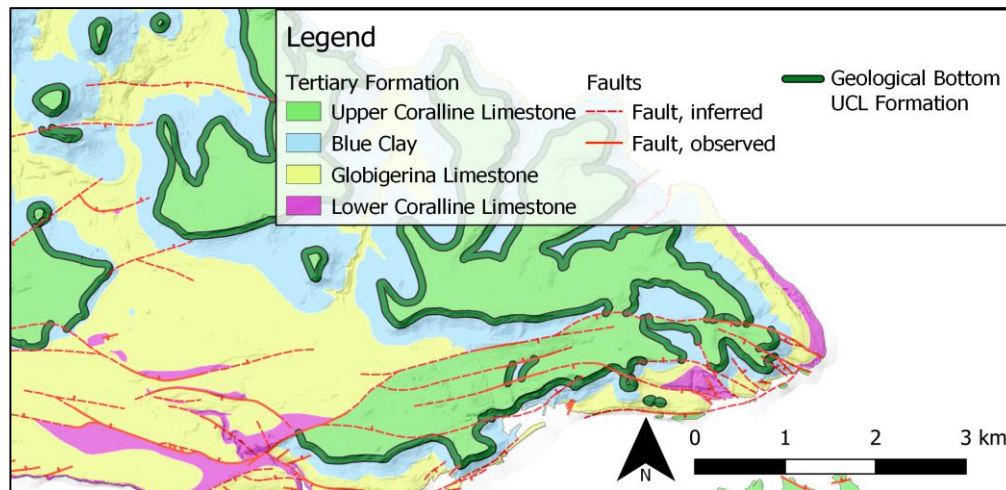 Legend
Tertiary Formation
Upper Coralline Limestone
Blue Clay
Globigerina Limestone
Lower Coralline Limestone
Faults
Fault, inferred
Fault, observed
Geological Bottom
UCL Formation
N
0 1 2 3 km